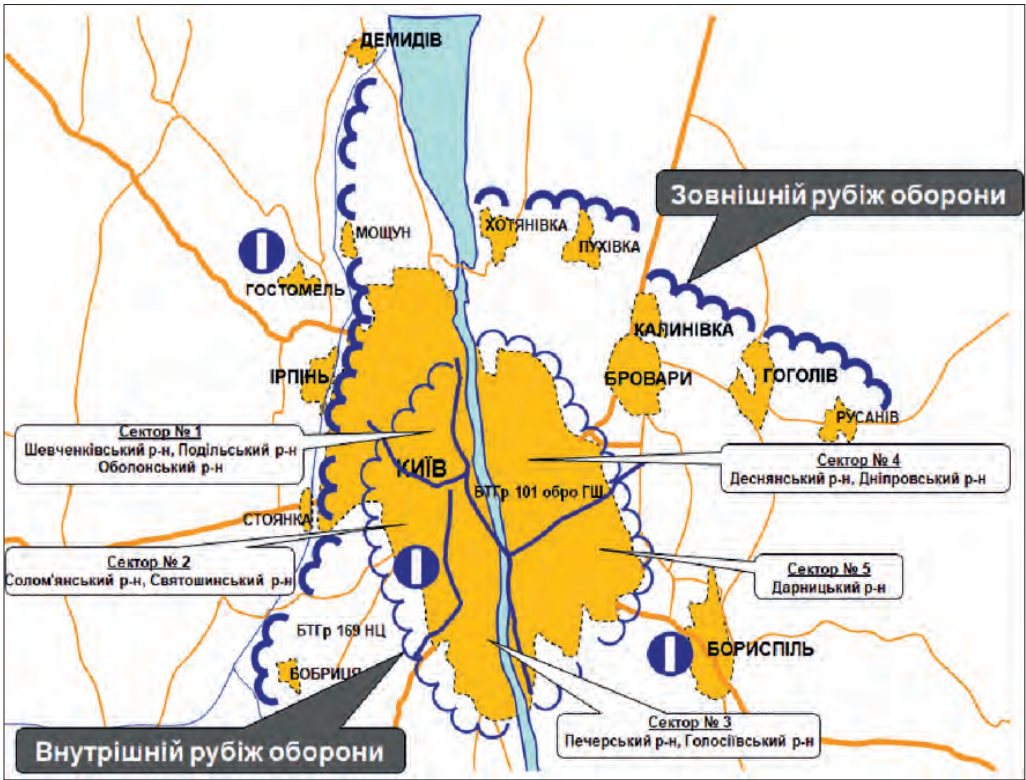 ДЕМИДІВ
Зовнішній рубіж оборони
МОЩУН
ХОТЯНІВКА
ПУХІВКА
ГОСТОМЕЛЬ
КАЛИНІВКА
ІРПІНЬ
БРОВАРИ
ГОГОЛІВ
РУСАНІВ
Сектор № 1
Шевченківський р-н, Подільський р-н
Оболонський р-н
КИЇВ
Сектор № 4
Деснянський р-н, Дніпровський р-н
БТГр 101 обро ГШ
СТОЯНКА
Сектор № 2
Солом'янський р-н, Святошинський р-н
Сектор № 5
Дарницький р-н
БТГр 169 НЦ
БОБРИЦЯ
БОРИСПІЛЬ
Сектор № 3
Печерський р-н, Голосіївський р-н
Внутрішній рубіж оборони